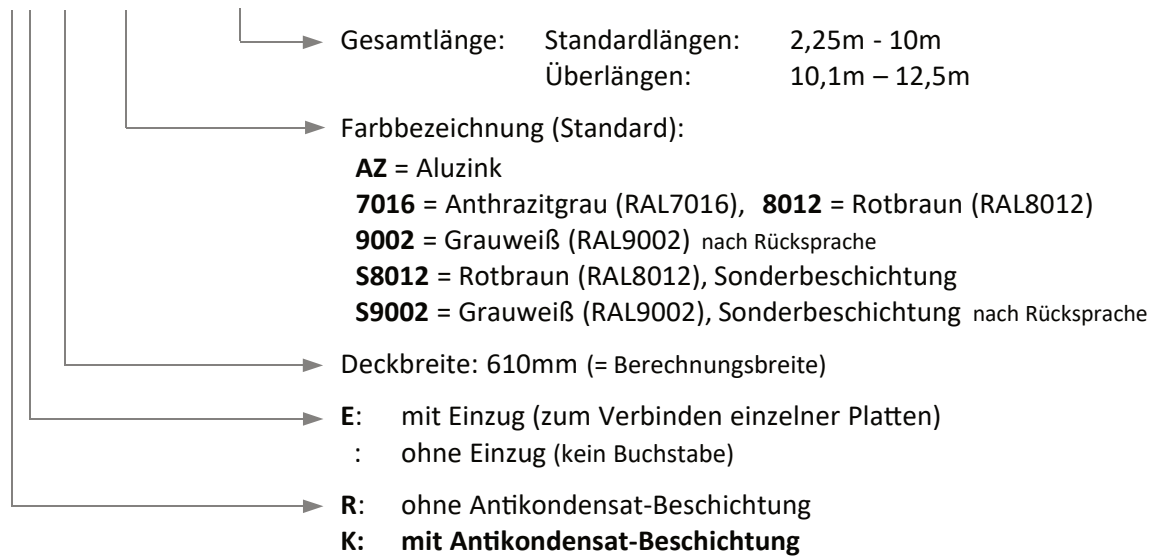 Gesamtlänge: Standardlängen: 2,25m - 10m
Überlängen: 10,1m – 12,5m
Farbbezeichnung (Standard):
AZ = Aluzink
7016 = Anthrazitgrau (RAL7016), 8012 = Rotbraun (RAL8012)
9002 = Grauweiß (RAL9002) nach Rücksprache
S8012 = Rotbraun (RAL8012), Sonderbeschichtung
S9002 = Grauweiß (RAL9002), Sonderbeschichtung nach Rücksprache
Deckbreite: 610mm (= Berechnungsbreite)
E: mit Einzug (zum Verbinden einzelner Platten)
: ohne Einzug (kein Buchstabe)
R: ohne Antikondensat-Beschichtung
K: mit Antikondensat-Beschichtung